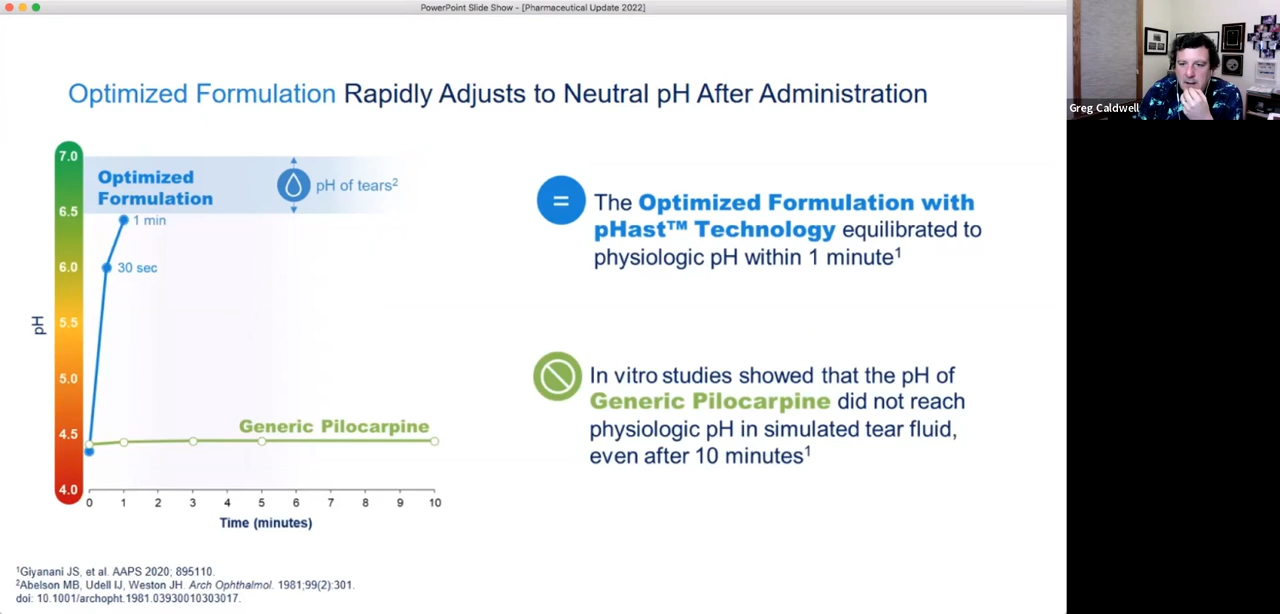 PowerPoint Slide Show - [Pharmaceutical Update 2022]
Greg Caldwell
Optimized Formulation Rapidly Adjusts to Neutral pH After Administration
7.0
6.5
6.0
5.5
5.0
4.5
4.0
pH
Optimized
Formulation
pH of tears²
1 min
30 sec
Generic Pilocarpine
0 1 2 3 4 5 6 7 8 9 10
Time (minutes)
=
The Optimized Formulation with
pHast™ Technology equilibrated to
physiologic pH within 1 minute¹
In vitro studies showed that the pH of
Generic Pilocarpine did not reach
physiologic pH in simulated tear fluid,
even after 10 minutes¹
¹Giyanani JS, et al. AAPS 2020; 895110.
²Abelson MB, Udell IJ, Weston JH. Arch Ophthalmol. 1981;99(2):301.
doi: 10.1001/archopht.1981.03930010303017.